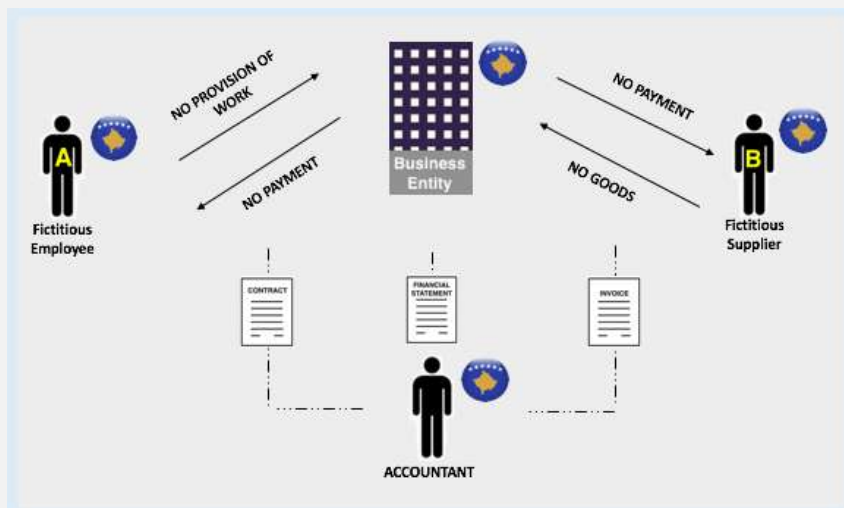 NO PROVISION OF
WORK
NO PAYMENT
A
Fictitious
Employee
Business
Entity
NO PAYMENT
NO GOODS
B
Fictitious
Supplier
CONTRACT
FINANCIAL
STATEMENT
INVOICE
ACCOUNTANT